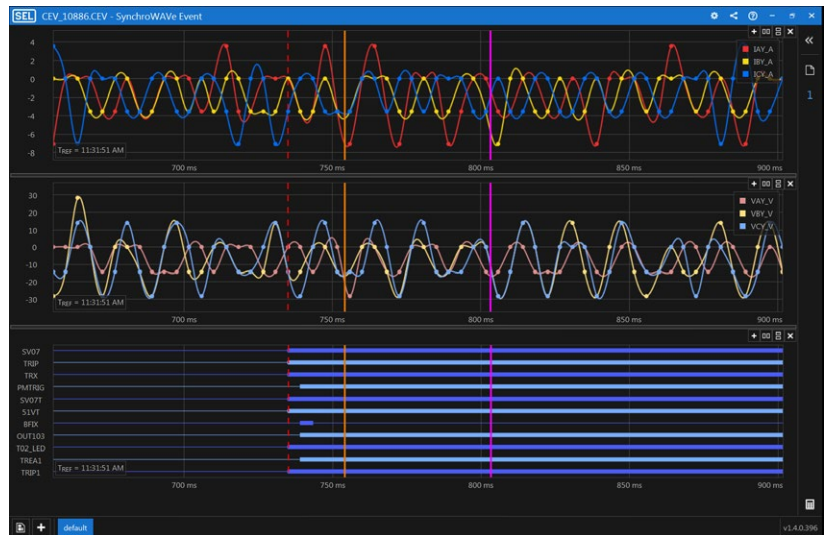 SEL CEV_10886.CEV - SynchroWAVe Event
4
2
0
-2
-4
-6
-8
IAY_A
IBY_A
ICY_A
TREF = 11:31:51 AM
700 ms
750 ms
800 ms
850 ms
900 ms
1
30
20
10
0
-10
-20
-30
VAY_V
VBY_V
VCY_V
TREF = 11:31:51 AM
700 ms
750 ms
800 ms
850 ms
900 ms
SV07
TRIP
TRX
PMTRIG
SV07T
51VT
BFIX
OUT103
T02_LED
TREA1
TRIP1
TREF = 11:31:51 AM
700 ms
750 ms
800 ms
850 ms
900 ms
default
v1.4.0.396